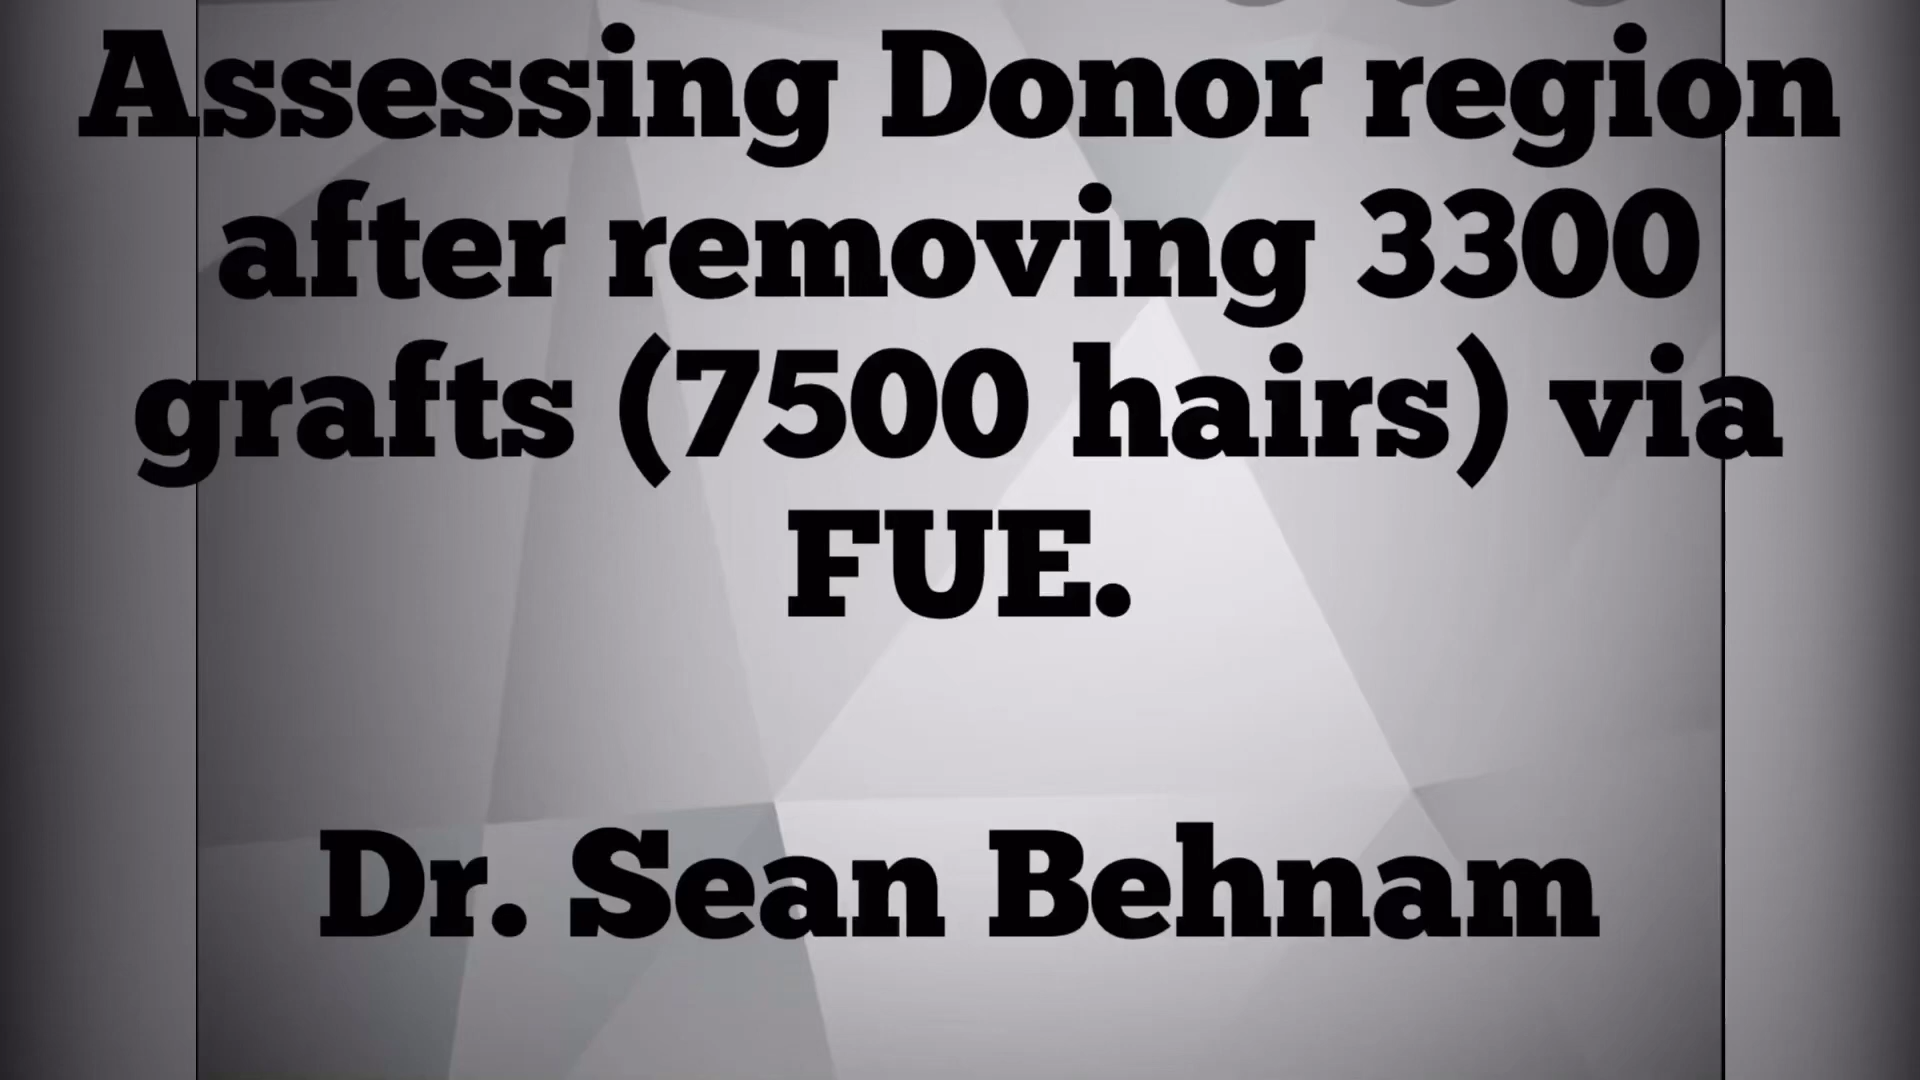 Assessing Donor region
after removing 3300
grafts (7500 hairs) via
FUE.
Dr. Sean Behnam